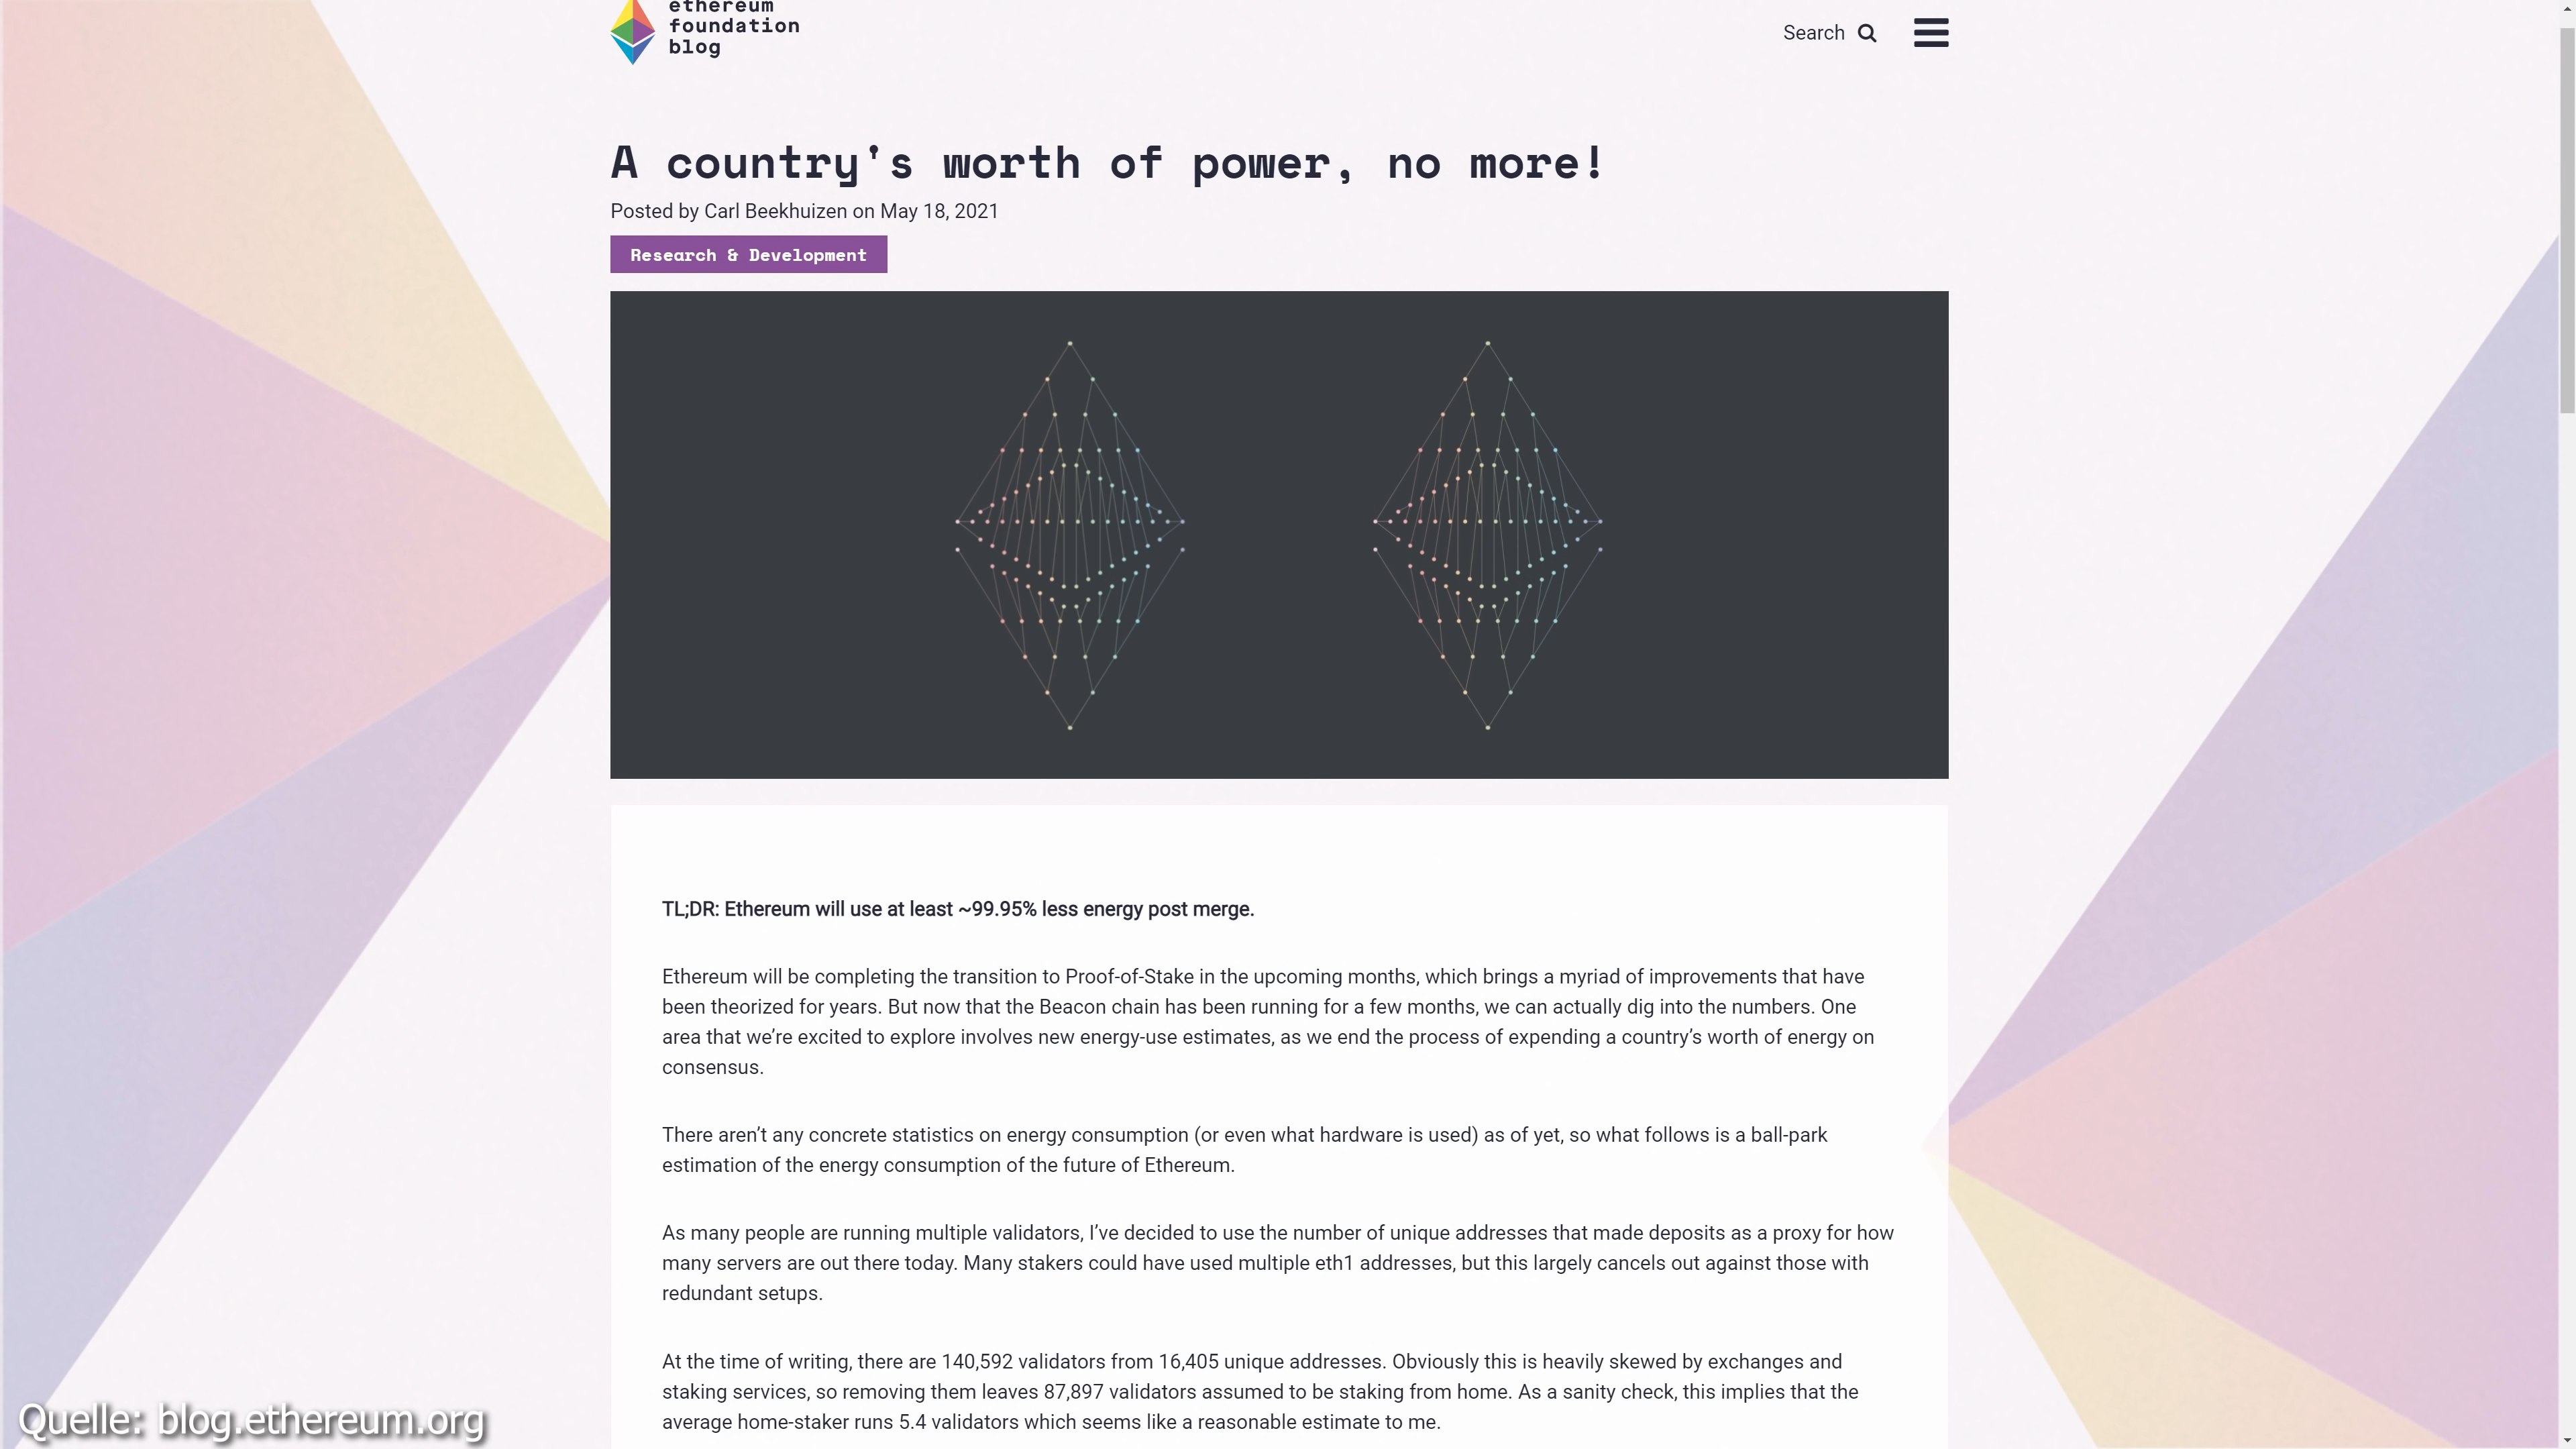 ethereum
foundation
blog
Search
A country's worth of power, no more!
Posted by Carl Beekhuizen on May 18, 2021
Research & Development
TL;DR: Ethereum will use at least ~99.95% less energy post merge.
Ethereum will be completing the transition to Proof-of-Stake in the upcoming months, which brings a myriad of improvements that have
been theorized for years. But now that the Beacon chain has been running for a few months, we can actually dig into the numbers. One
area that we’re excited to explore involves new energy-use estimates, as we end the process of expending a country’s worth of energy on
consensus.
There aren’t any concrete statistics on energy consumption (or even what hardware is used) as of yet, so what follows is a ball-park
estimation of the energy consumption of the future of Ethereum.
As many people are running multiple validators, I’ve decided to use the number of unique addresses that made deposits as a proxy for how
many servers are out there today. Many stakers could have used multiple eth1 addresses, but this largely cancels out against those with
redundant setups.
At the time of writing, there are 140,592 validators from 16,405 unique addresses. Obviously this is heavily skewed by exchanges and
staking services, so removing them leaves 87,897 validators assumed to be staking from home. As a sanity check, this implies that the
average home-staker runs 5.4 validators which seems like a reasonable estimate to me.
Quelle: blog.ethereum.org